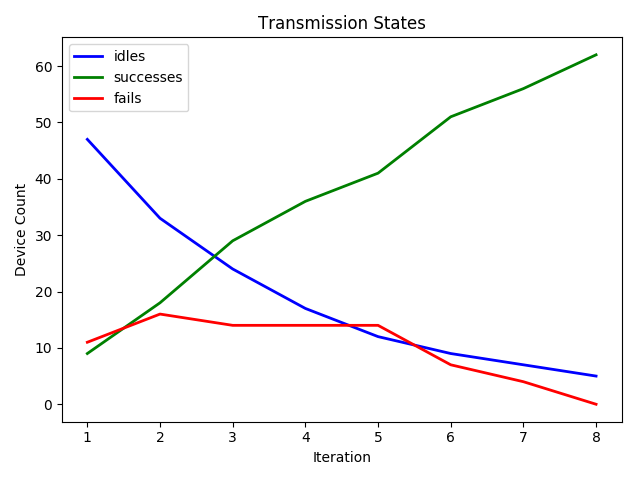 Transmission States
idles
successes
fails
Device Count
60
50
40
30
20
10
0
1 2 3 4 5 6 7 8
Iteration